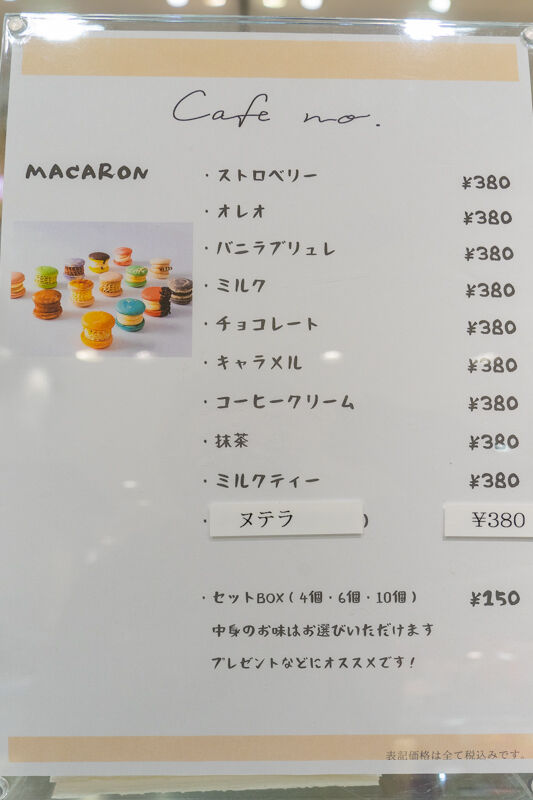 Cafe no.
MACARON
・ストロベリー ¥380
・オレオ ¥380
・バニラブリュレ ¥380
・ミルク ¥380
・チョコレート ¥380
・キャラメル ¥380
・コーヒークリーム ¥380
・抹茶 ¥380
・ミルクティー ¥380
・ヌテラ ) ¥380
・セットBOX(4個・6個・10個) ¥150
中身のお味はお選びいただけます
プレゼントなどにオススメです!
表記価格は全て税込みです。